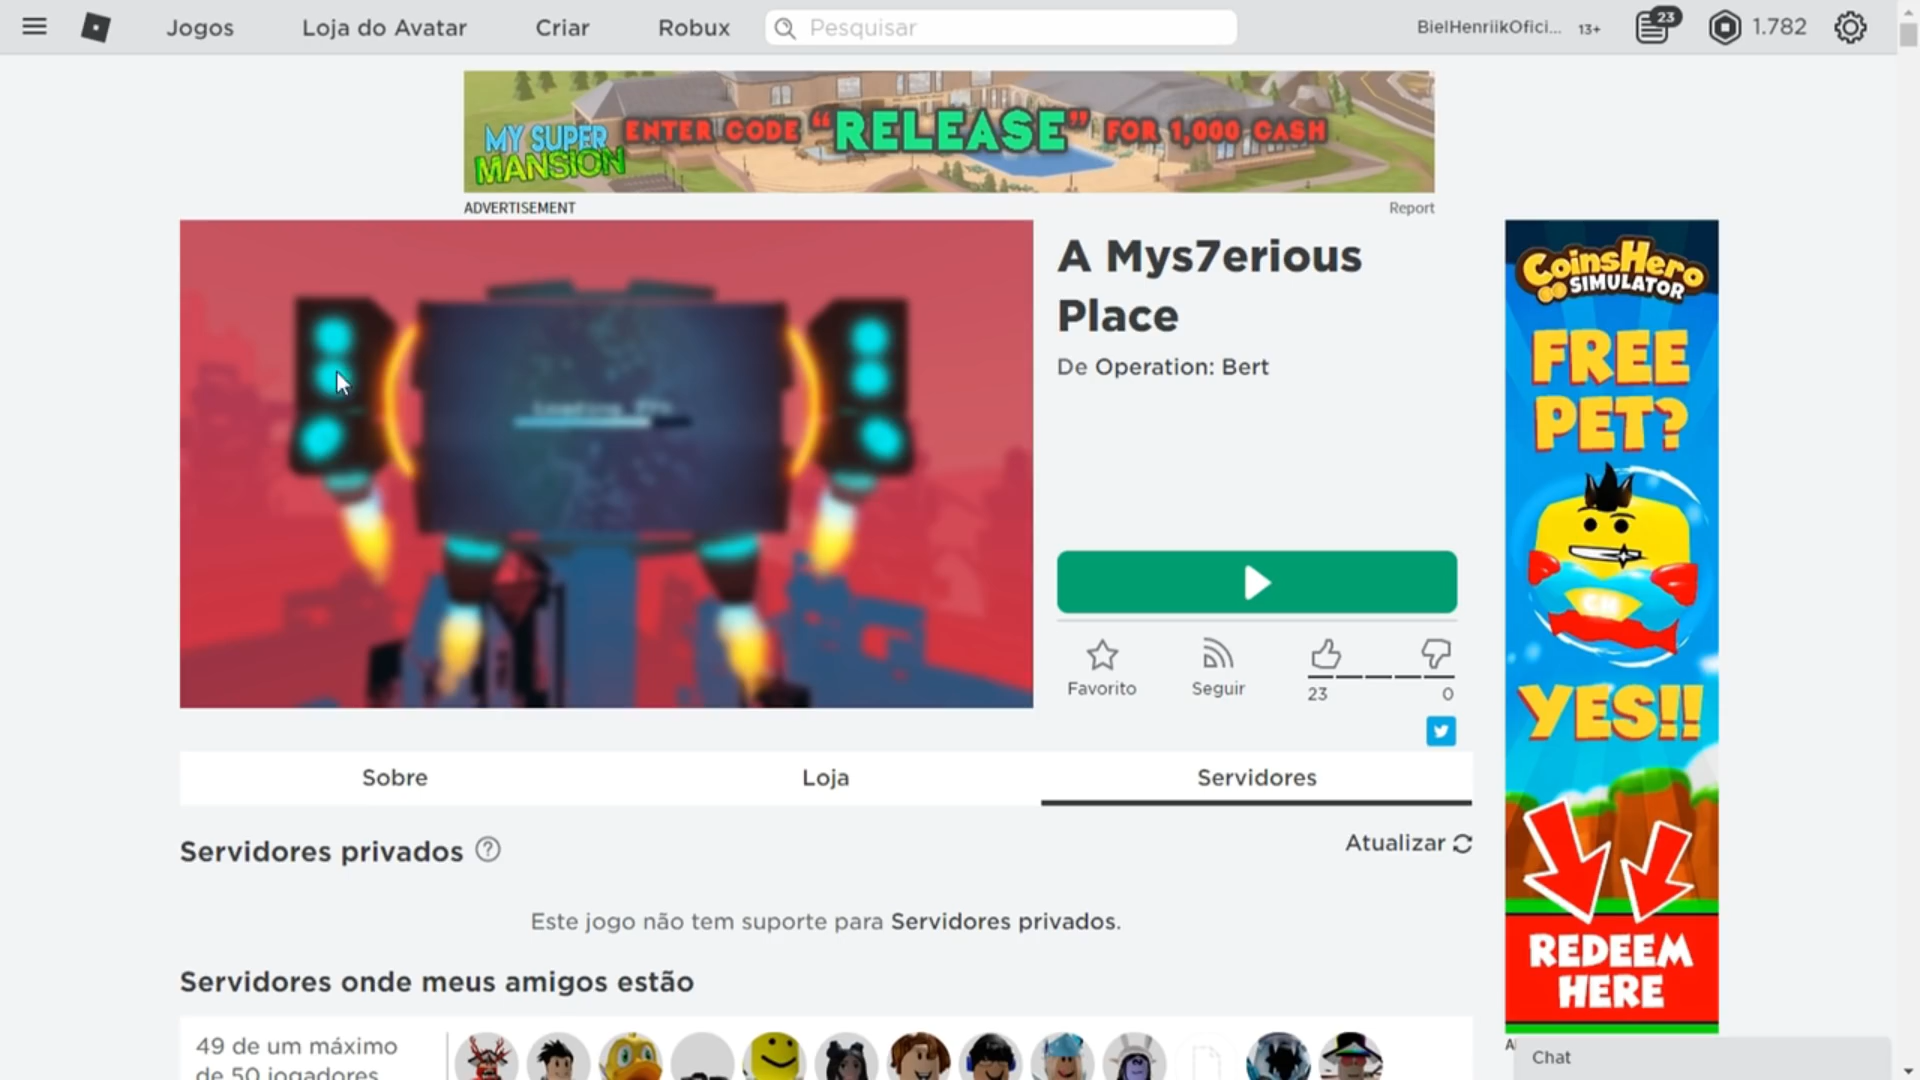 Jogos
Loja do Avatar
Criar
Robux
Pesquisar
BielHenriikOfici...
13+
23
1.782
MY SUPER
MANSION
ENTER CODE "RELEASE" FOR 1,000 CASH
ADVERTISEMENT
Report
A Mys7erious
Place
De Operation: Bert
Favorito
Seguir
23
0
CoinsHero
SIMULATOR
FREE
PET?
CH
YES!!
REDEEM
HERE
Sobre
Loja
Servidores
Servidores privados
?
Atualizar
Este jogo não tem suporte para Servidores privados.
Servidores onde meus amigos estão
49 de um máximo
de 50 jogadores
Chat